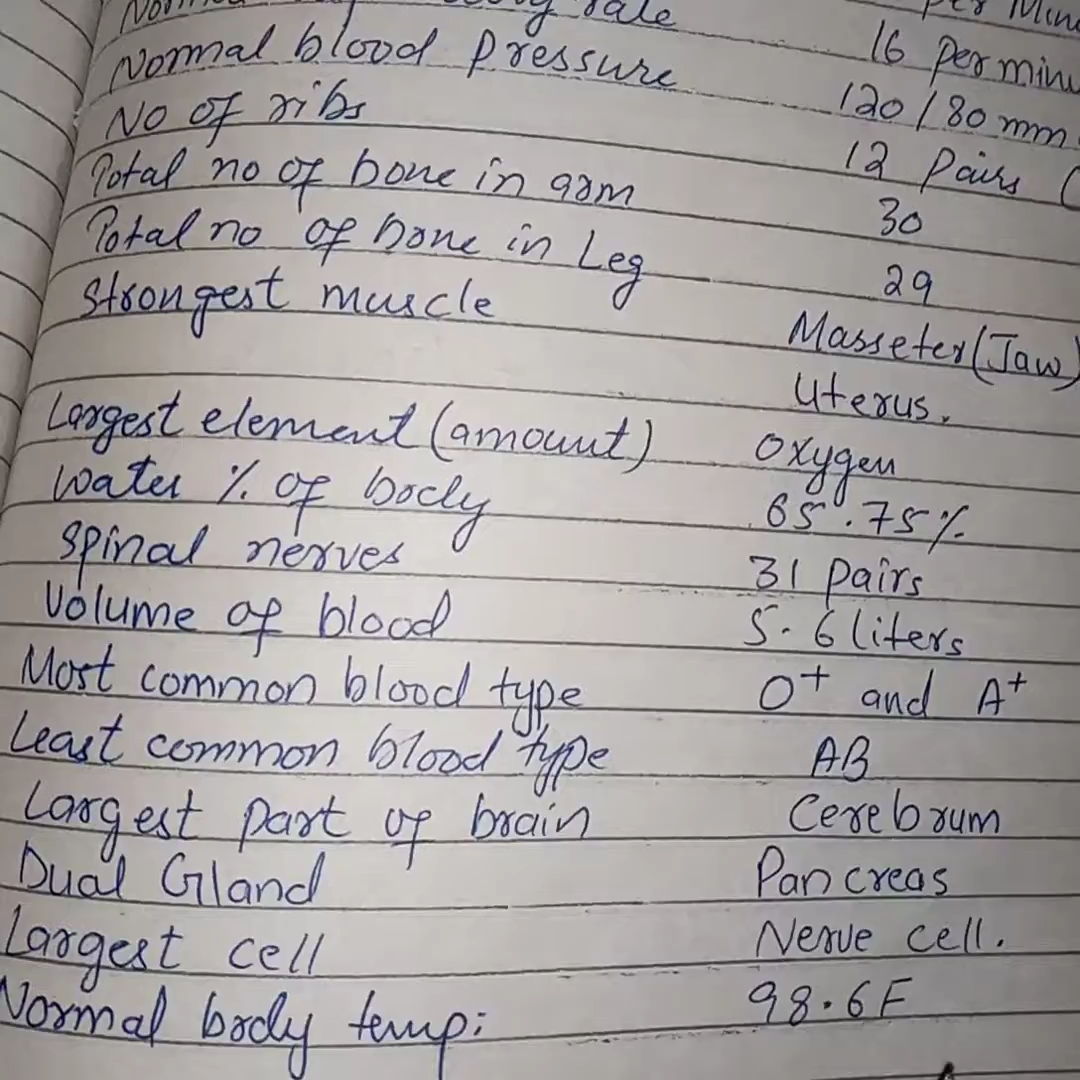 rate per Min
Normal blood pressure 16 per minu
No of ribs 120/80 mm
Total no of bone in arm 12 Pairs (
Total no of bone in Leg 30
Strongest muscle 29
Masseter (Jaw)
Uterus.
Largest element (amount) Oxygen
Water % of body 65.75%
Spinal nerves 31 pairs
Volume of blood 5.6 liters
Most common blood type O+ and A+
Least common blood type AB
Largest part of brain Cerebrum
Dual Gland Pancreas
Largest cell Nerve cell.
Normal body temp: 98.6F